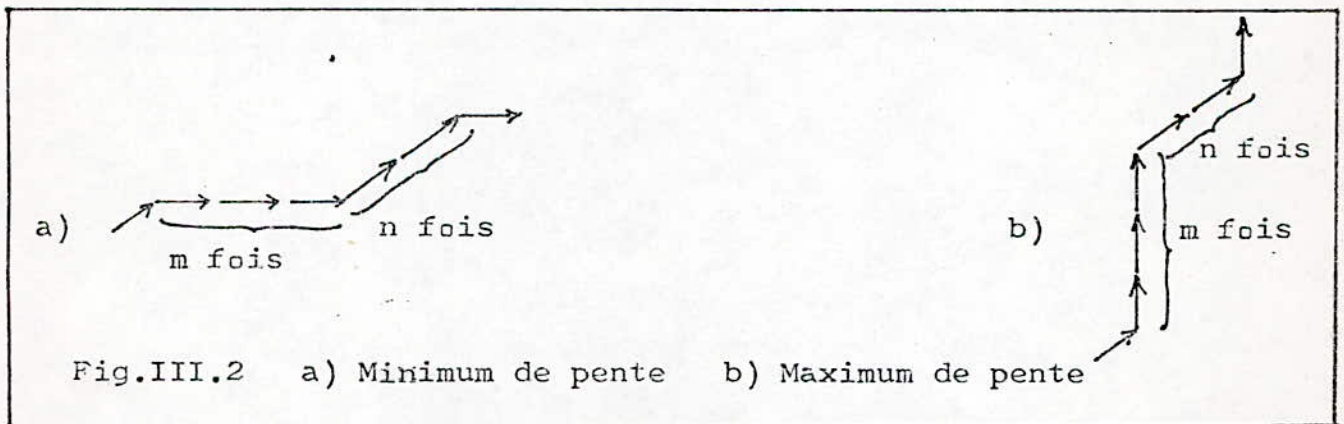 n fois
a)
n fois
b)
m fois
m fois
Fig.III.2 a) Minimum de pente b) Maximum de pente